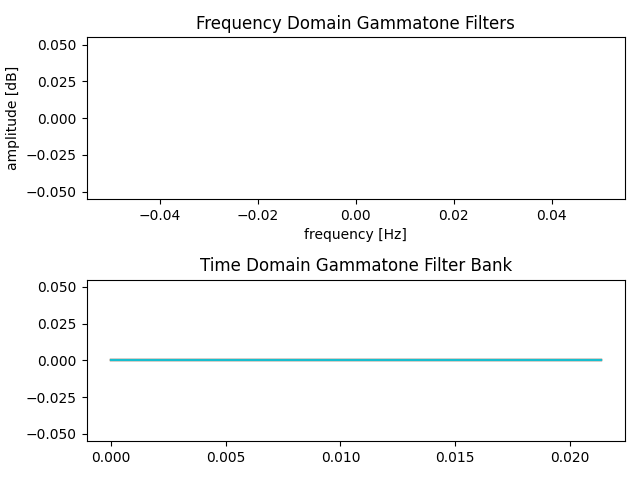 Frequency Domain Gammatone Filters
0.050
0.025
0.000
−0.025
−0.050
amplitude [dB]
−0.04 −0.02 0.00 0.02 0.04
frequency [Hz]
Time Domain Gammatone Filter Bank
0.050
0.025
0.000
−0.025
−0.050
0.000 0.005 0.010 0.015 0.020